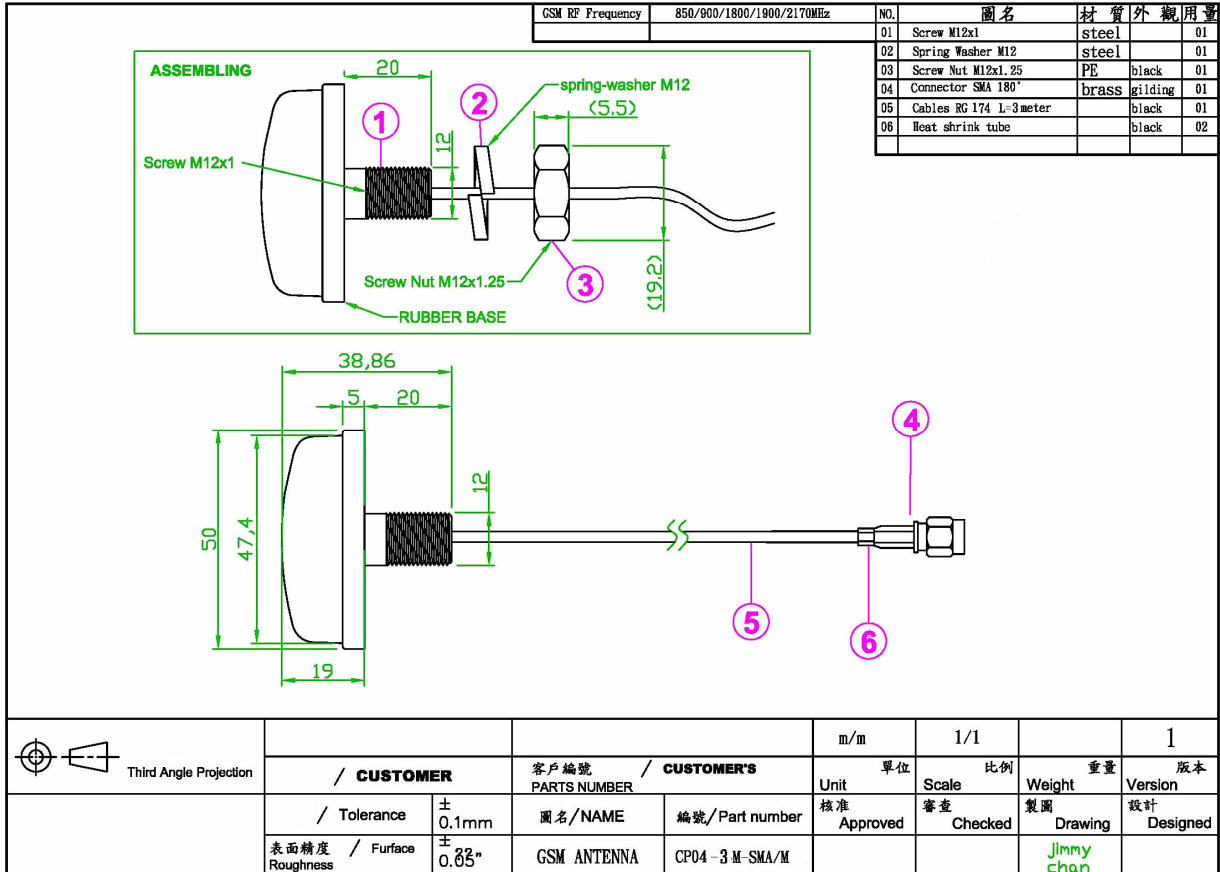 GSM RF Frequency 850/900/1800/1900/2170MHz
NO. 圖名 材質 外觀 用量
01 Screw M12x1 steel 01
02 Spring Washer M12 steel 01
03 Screw Nut M12x1.25 PE black 01
04 Connector SMA 180° brass gilding 01
05 Cables RG 174 L=3meter black 01
06 Heat shrink tube black 02
ASSEMBLING
20
spring-washer M12
(5.5)
1
2
12
Screw M12x1
Screw Nut M12x1.25
3
(19,2)
RUBBER BASE
38,86
5
20
4
12
50
47,4
5
6
19
Third Angle Projection
m/m 1/1 1
/ CUSTOMER
客戶編號 / CUSTOMER'S
PARTS NUMBER
單位 Unit
比例 Scale
重量 Weight
版本 Version
/ Tolerance ± 0.1mm
圖名/NAME
編號/Part number
核准 Approved
審查 Checked
製圖 Drawing
設計 Designed
表面精度 / Furface
Roughness
GSM ANTENNA
CP04-3M-SMA/M
jimmy
chan